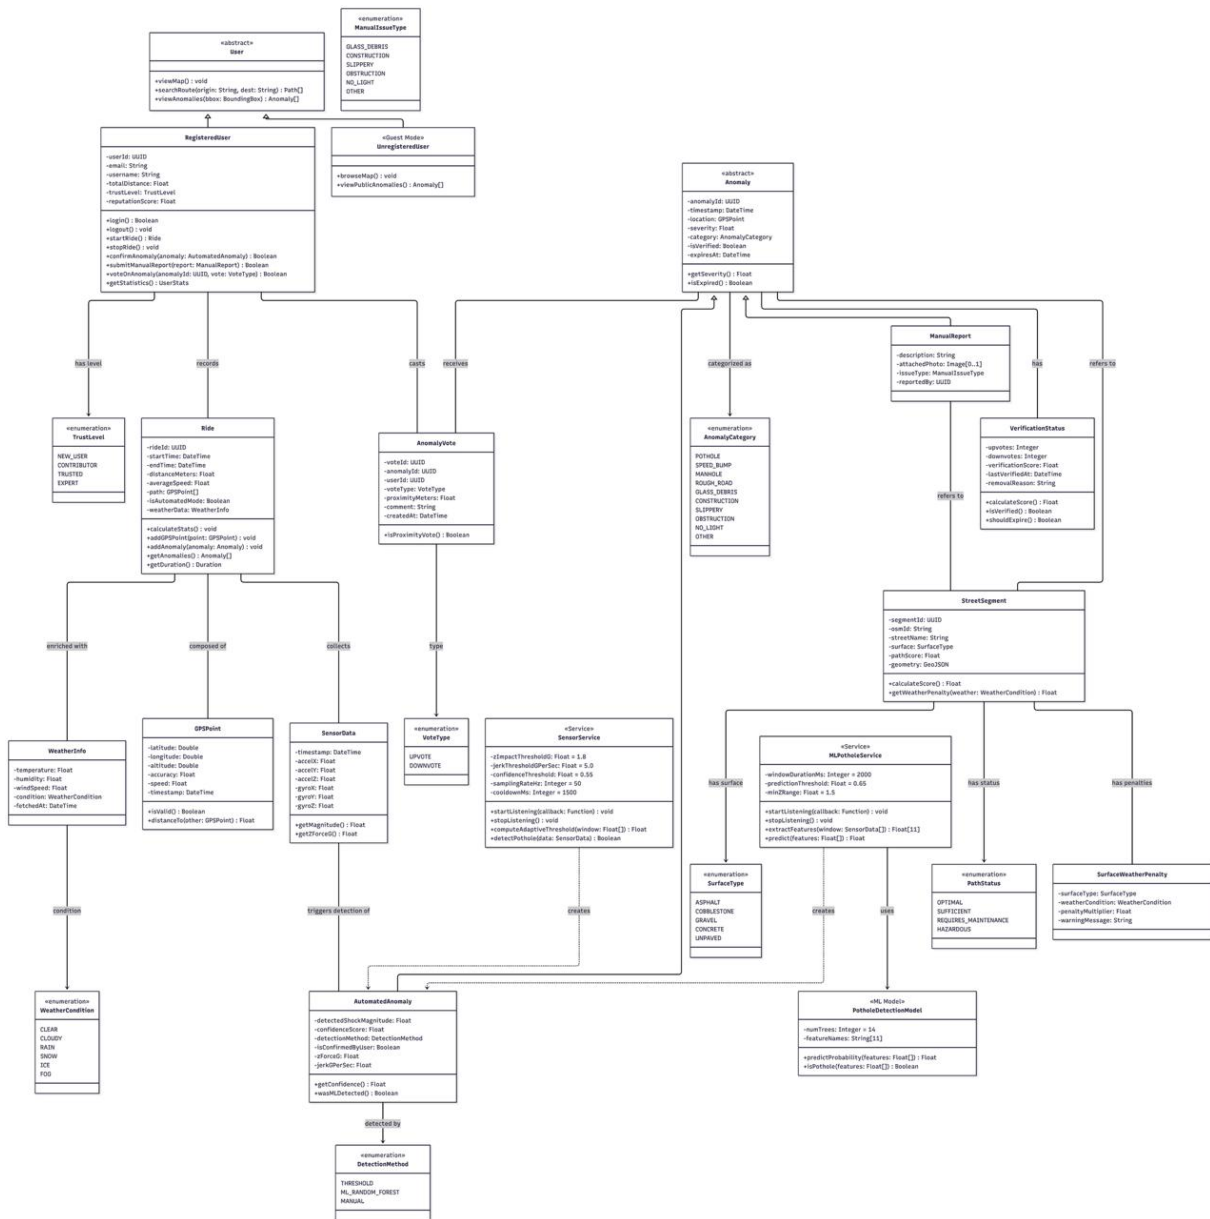 «enumeration»
ManualIssueType
GLASS_DEBRIS
CONSTRUCTION
SLIPPERY
OBSTRUCTION
NO_LIGHT
OTHER
«abstract»
User
+viewMap() : void
+searchRoute(origin: String, dest: String) : Path[]
+viewAnomalies(bbox: BoundingBox) : Anomaly[]
RegisteredUser
-userId: UUID
-email: String
-username: String
-totalDistance: Float
-trustLevel: TrustLevel
-reputationScore: Float
+login() : Boolean
+logout() : void
+startRide() : Ride
+stopRide() : void
+confirmAnomaly(anomaly: AutomatedAnomaly) : Boolean
+submitManualReport(report: ManualReport) : Boolean
+voteOnAnomaly(anomalyId: UUID, vote: VoteType) : Boolean
+getStatistics() : UserStats
«Guest Mode»
UnregisteredUser
+browseMap() : void
+viewPublicAnomalies() : Anomaly[]
«abstract»
Anomaly
-anomalyId: UUID
-timestamp: DateTime
-location: GPSPoint
-severity: Float
-category: AnomalyCategory
-isVerified: Boolean
-expiresAt: DateTime
+getSeverity() : Float
+isExpired() : Boolean
ManualReport
-description: String
-attachedPhoto: Image[0..1]
-issueType: ManualIssueType
-reportedBy: UUID
has level
records
casts
receives
categorized as
has
refers to
«enumeration»
TrustLevel
NEW_USER
CONTRIBUTOR
TRUSTED
EXPERT
Ride
-rideId: UUID
-startTime: DateTime
-endTime: DateTime
-distanceMeters: Float
-averageSpeed: Float
-path: GPSPoint[]
-isAutomatedMode: Boolean
-weatherData: WeatherInfo
+calculateStats() : void
+addGPSPoint(point: GPSPoint) : void
+addAnomaly(anomaly: Anomaly) : void
+getAnomalies() : Anomaly[]
+getDuration() : Duration
AnomalyVote
-voteId: UUID
-anomalyId: UUID
-userId: UUID
-voteType: VoteType
-proximityMeters: Float
-comment: String
-createdAt: DateTime
+isProximityVote() : Boolean
«enumeration»
AnomalyCategory
POTHOLE
SPEED_BUMP
MANHOLE
ROUGH_ROAD
GLASS_DEBRIS
CONSTRUCTION
SLIPPERY
OBSTRUCTION
NO_LIGHT
OTHER
refers to
VerificationStatus
-upvotes: Integer
-downvotes: Integer
-verificationScore: Float
-lastVerifiedAt: DateTime
-removalReason: String
+calculateScore() : Float
+isVerified() : Boolean
+shouldExpire() : Boolean
StreetSegment
-segmentId: UUID
-osmId: String
-streetName: String
-surface: SurfaceType
-pathScore: Float
-geometry: GeoJSON
+calculateScore() : Float
+getWeatherPenalty(weather: WeatherCondition) : Float
enriched with
composed of
collects
type
WeatherInfo
-temperature: Float
-humidity: Float
-windSpeed: Float
-condition: WeatherCondition
-fetchedAt: DateTime
GPSPoint
-latitude: Double
-longitude: Double
-altitude: Double
-accuracy: Float
-speed: Float
-timestamp: DateTime
+isValid() : Boolean
+distanceTo(other: GPSPoint) : Float
SensorData
-timestamp: DateTime
-accelX: Float
-accelY: Float
-accelZ: Float
-gyroX: Float
-gyroY: Float
-gyroZ: Float
+getMagnitude() : Float
+getZForceG() : Float
«enumeration»
VoteType
UPVOTE
DOWNVOTE
«Service»
SensorService
-zImpactThresholdG: Float = 1.8
-jerkThresholdGPerSec: Float = 5.0
-confidenceThreshold: Float = 0.55
-samplingRateHz: Integer = 50
-cooldownMs: Integer = 1500
+startListening(callback: Function) : void
+stopListening() : void
+computeAdaptiveThreshold(window: Float[]) : Float
+detectPothole(data: SensorData) : Boolean
has surface
«Service»
MLPotholeService
-windowDurationMs: Integer = 2000
-predictionThreshold: Float = 0.65
-minZRange: Float = 1.5
+startListening(callback: Function) : void
+stopListening() : void
+extractFeatures(window: SensorData[]) : Float[11]
+predict(features: Float[]) : Float
has status
has penalties
«enumeration»
SurfaceType
ASPHALT
COBBLESTONE
GRAVEL
CONCRETE
UNPAVED
«enumeration»
PathStatus
OPTIMAL
SUFFICIENT
REQUIRES_MAINTENANCE
HAZARDOUS
SurfaceWeatherPenalty
-surfaceType: SurfaceType
-weatherCondition: WeatherCondition
-penaltyMultiplier: Float
-warningMessage: String
condition
triggers detection of
creates
creates
uses
«enumeration»
WeatherCondition
CLEAR
CLOUDY
RAIN
SNOW
ICE
FOG
AutomatedAnomaly
-detectedShockMagnitude: Float
-confidenceScore: Float
-detectionMethod: DetectionMethod
-isConfirmedByUser: Boolean
-zForceG: Float
-jerkGPerSec: Float
+getConfidence() : Float
+wasMLDetected() : Boolean
«ML Model»
PotholeDetectionModel
-numTrees: Integer = 14
-featureNames: String[11]
+predictProbability(features: Float[]) : Float
+isPothole(features: Float[]) : Boolean
detected by
«enumeration»
DetectionMethod
THRESHOLD
ML_RANDOM_FOREST
MANUAL